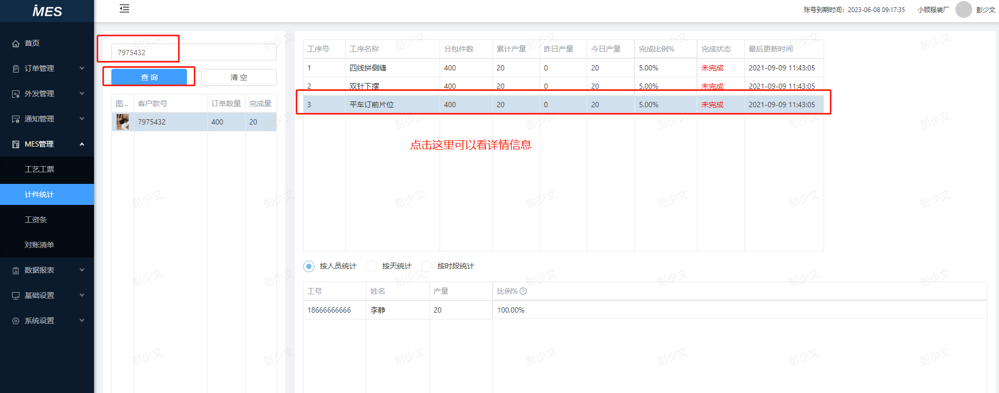 iMES
账号到期时间：2023-06-08 09:17:35
小顾服装厂
彭少文
首页
订单管理
外发管理
通知管理
MES管理
工艺工票
计件统计
工资条
对账清单
数据报表
基础设置
系统设置
7975432
查 询
清 空
图... 客户款号 订单数量 完成量
7975432 400 20
工序号 工序名称 分包件数 累计产量 昨日产量 今日产量 完成比例% 完成状态 最后更新时间
1 四线拼侧缝 400 20 0 20 5.00% 未完成 2021-09-09 11:43:05
2 双针下摆 400 20 0 20 5.00% 未完成 2021-09-09 11:43:05
3 平车订前片位 400 20 0 20 5.00% 未完成 2021-09-09 11:43:05
点击这里可以看详情信息
按人员统计 按天统计 按时段统计
工号 姓名 产量 比例%
18666666666 李静 20 100.00%